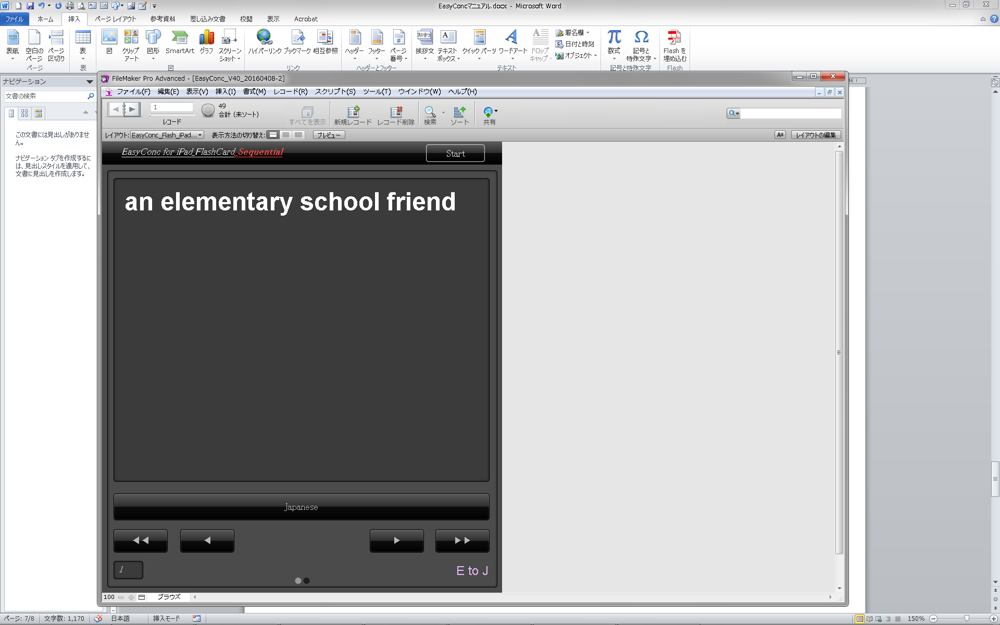 EasyConcマニュアル.docx - Microsoft Word
ファイル ホーム 挿入 ページ レイアウト 参考資料 差し込み文書 校閲 表示 Acrobat
表紙 空白のページ ページ区切り 表 図 クリップアート 図形 SmartArt グラフ スクリーンショット ハイパーリンク ブックマーク 相互参照 ヘッダー フッター ページ番号 挨拶文 テキストボックス クイック パーツ ワードアート ドロップキャップ 署名欄 日付と時刻 オブジェクト 数式 記号と特殊文字 Flash を埋め込む
ページ 表 図 リンク ヘッダーとフッター テキスト 記号と特殊文字 Flash
ナビゲーション
文書の検索
この文書には見出しがありません。
ナビゲーション タブを作成するには、見出しスタイルを適用して、文書に見出しを作成します。
FileMaker Pro Advanced - [EasyConc_V40_20160408-2]
46
ファイル(F) 編集(E) 表示(V) 挿入(I) 書式(M) レコード(R) スクリプト(S) ツール(T) ウインドウ(W) ヘルプ(H)
1
レコード
49
合計 (未ソート)
すべてを表示 新規レコード レコード削除 検索 ソート 共有
レイアウト: EasyConc_Flash_iPad... 表示方法の切り替え: プレビュー Aa レイアウトの編集
EasyConc for iPad_FlashCard_Sequential
Start
an elementary school friend
Japanese
1
E to J
100 ブラウズ
ページ: 7/8 文字数: 1,170 日本語 挿入モード 150%